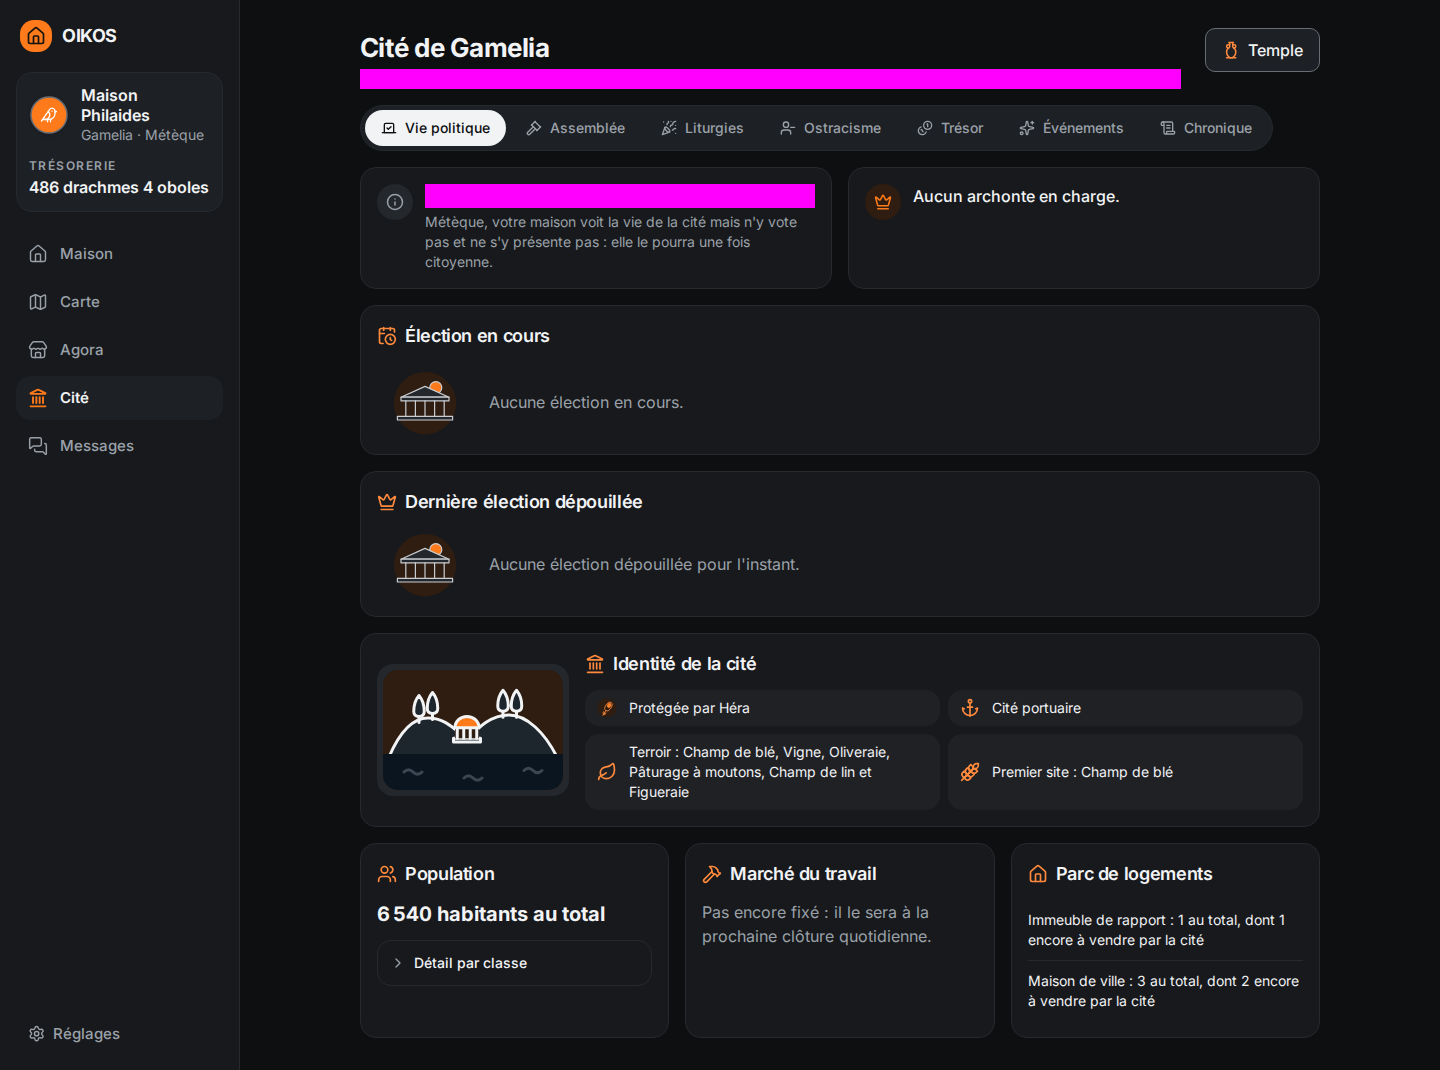 OIKOS
Maison
Philaides
Gamelia · Métèque
TRÉSORERIE
486 drachmes 4 oboles
Maison
Carte
Agora
Cité
Messages
Réglages
Cité de Gamelia
Temple
Vie politique
Assemblée
Liturgies
Ostracisme
Trésor
Événements
Chronique
Métèque, votre maison voit la vie de la cité mais n'y vote
pas et ne s'y présente pas : elle le pourra une fois
citoyenne.
Aucun archonte en charge.
Élection en cours
Aucune élection en cours.
Dernière élection dépouillée
Aucune élection dépouillée pour l'instant.
Identité de la cité
Protégée par Héra
Cité portuaire
Terroir : Champ de blé, Vigne, Oliveraie,
Pâturage à moutons, Champ de lin et
Figueraie
Premier site : Champ de blé
Population
6 540 habitants au total
Détail par classe
Marché du travail
Pas encore fixé : il le sera à la
prochaine clôture quotidienne.
Parc de logements
Immeuble de rapport : 1 au total, dont 1
encore à vendre par la cité
Maison de ville : 3 au total, dont 2 encore
à vendre par la cité